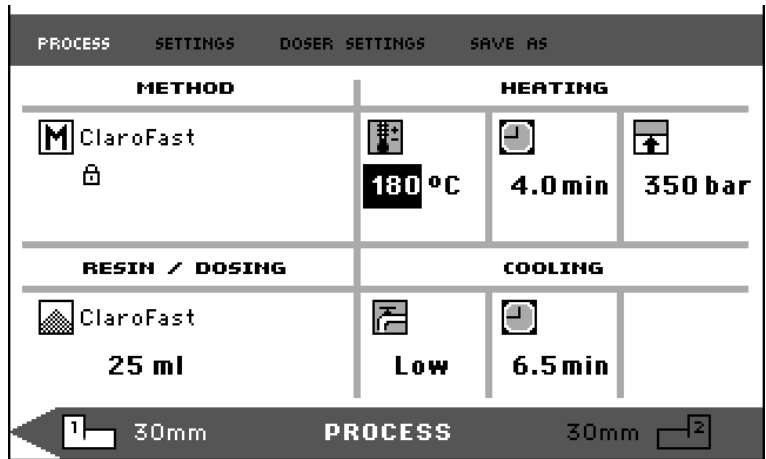 PROCESS SETTINGS DOSER SETTINGS SAVE AS
METHOD HEATING
M ClaroFast
180 °C 4.0 min 350 bar
RESIN / DOSING COOLING
ClaroFast
25 ml Low 6.5 min
1 30mm PROCESS 30mm 2